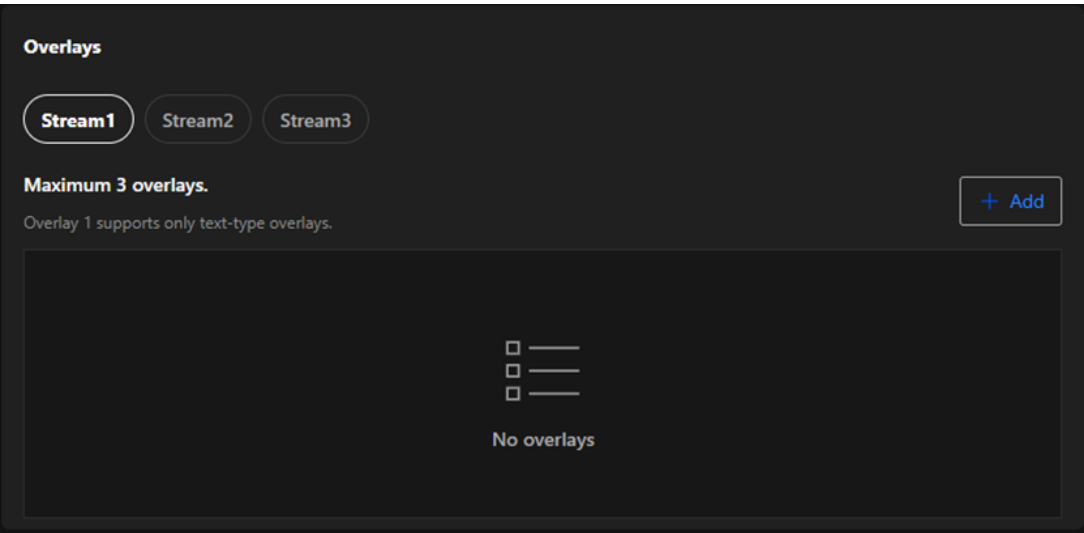 Overlays
Stream1 Stream2 Stream3
Maximum 3 overlays.
+ Add
Overlay 1 supports only text-type overlays.
No overlays